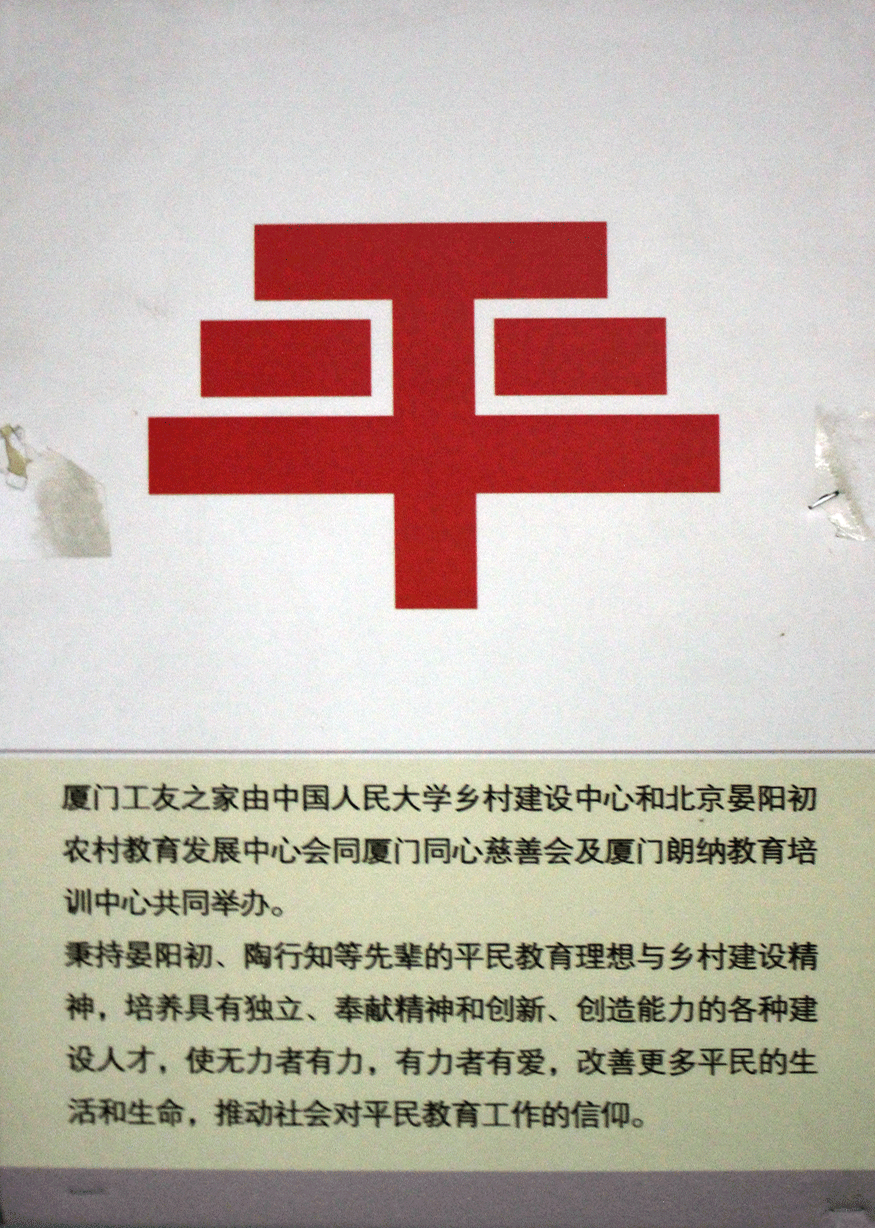 平
厦门工友之家由中国人民大学乡村建设中心和北京晏阳初
农村教育发展中心会同厦门同心慈善会及厦门朗纳教育培
训中心共同举办。
秉持晏阳初、陶行知等先辈的平民教育理想与乡村建设精
神，培养具有独立、奉献精神和创新、创造能力的各种建
设人才，使无力者有力，有力者有爱，改善更多平民的生
活和生命，推动社会对平民教育工作的信仰。